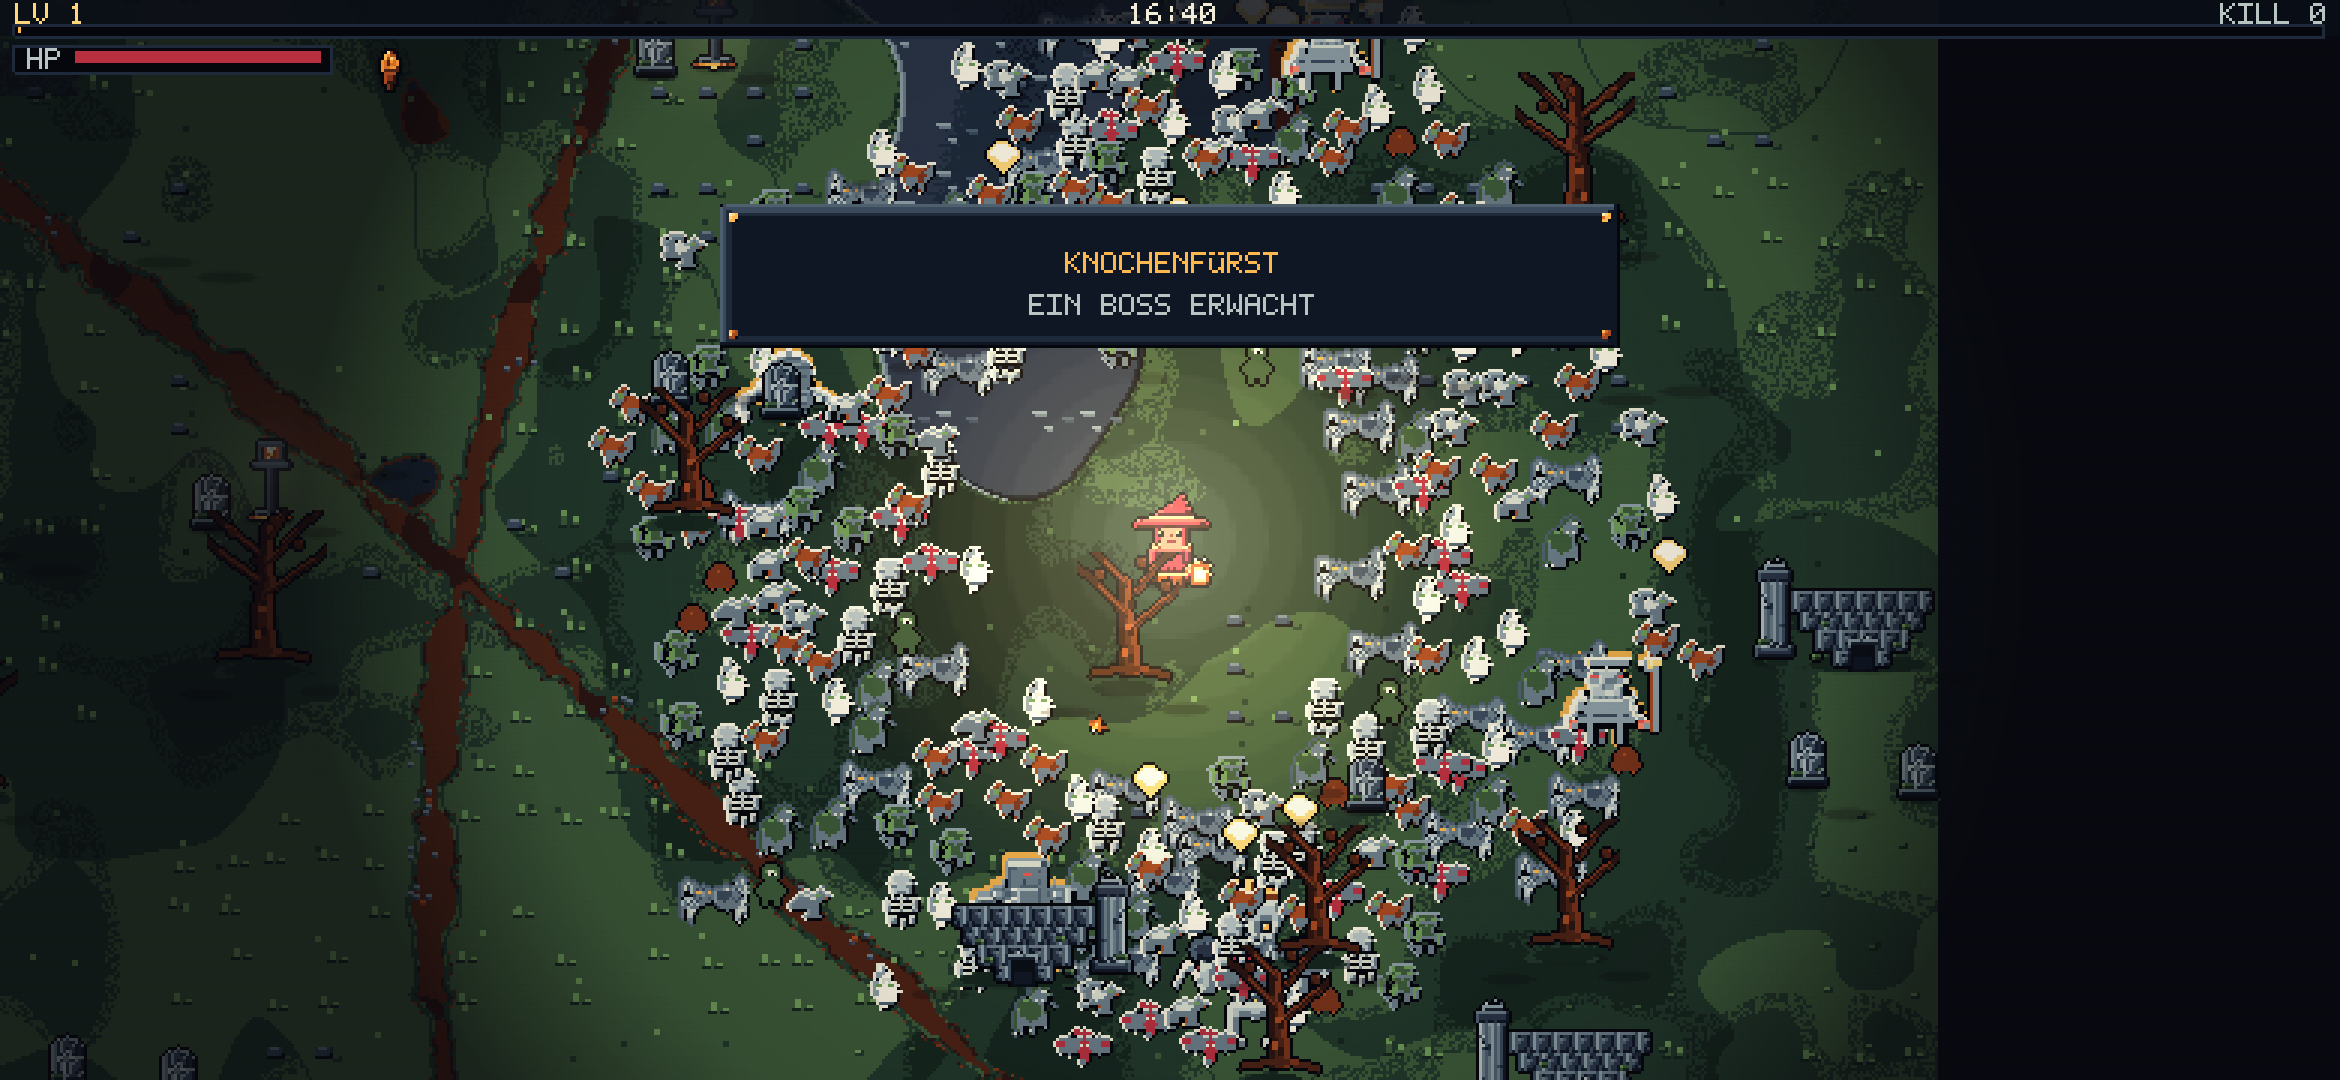 LV 1
16:40
KILL 0
HP
KNOCHENFÜRST
EIN BOSS ERWACHT